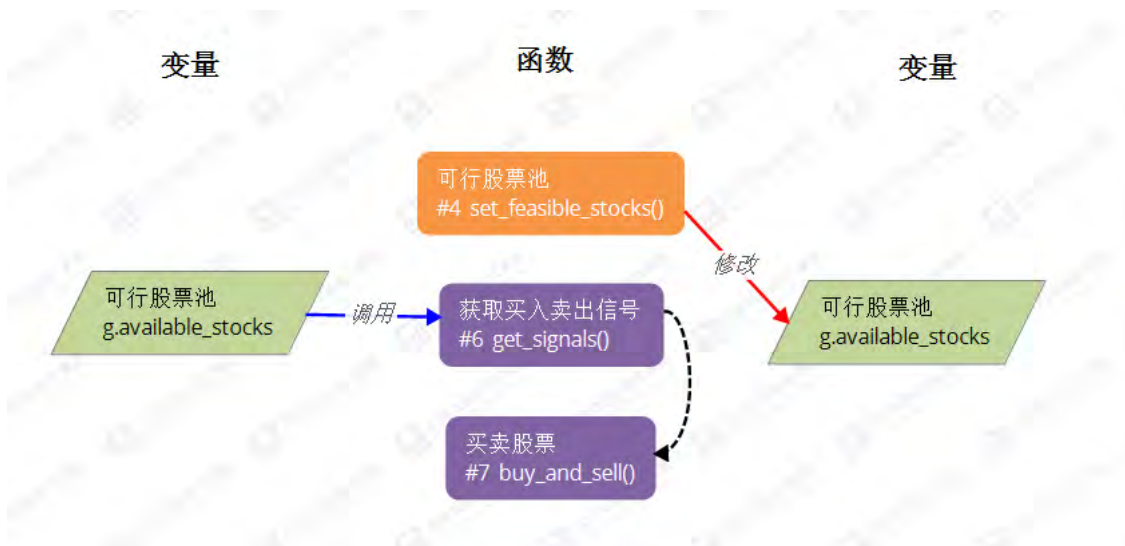 变量
函数
变量
可行股票池
#4 set_feasible_stocks()
修改
可行股票池
g.available_stocks
调用
获取买入卖出信号
#6 get_signals()
可行股票池
g.available_stocks
买卖股票
#7 buy_and_sell()